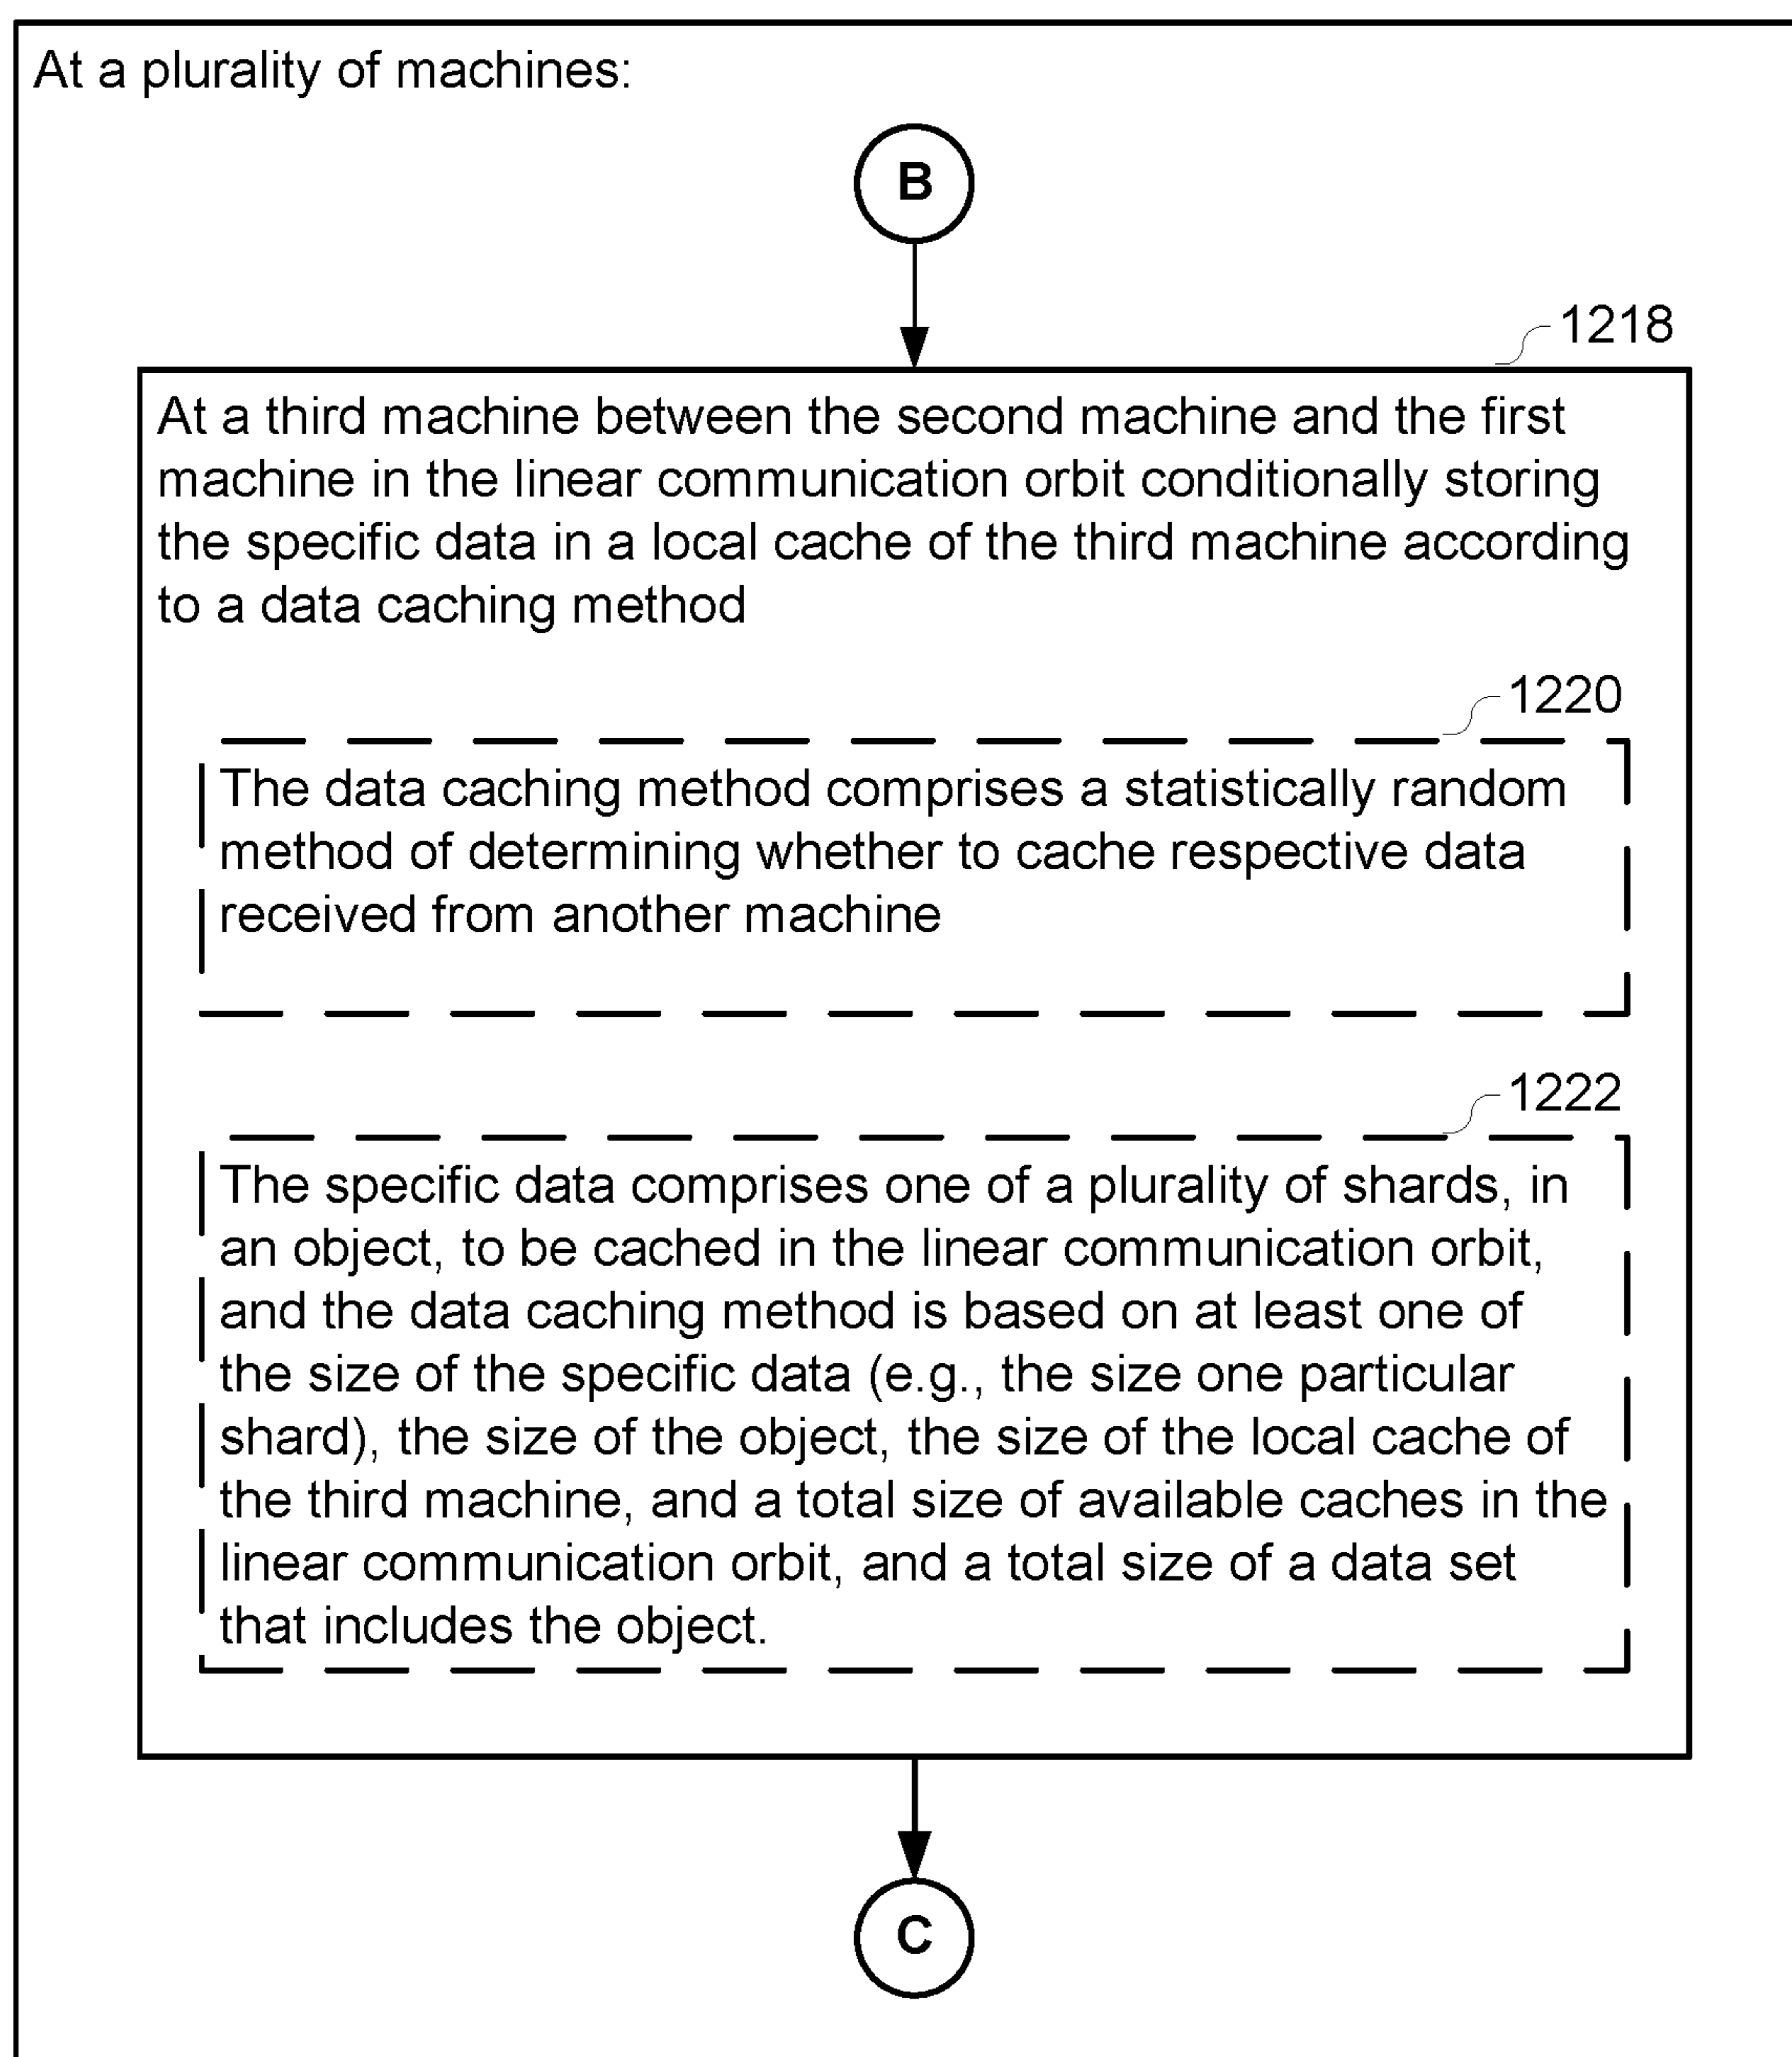 At a plurality of machines:
B
1218
At a third machine between the second machine and the first
machine in the linear communication orbit conditionally storing
the specific data in a local cache of the third machine according
to a data caching method
1220
The data caching method comprises a statistically random
method of determining whether to cache respective data
received from another machine
1222
The specific data comprises one of a plurality of shards, in
an object, to be cached in the linear communication orbit,
and the data caching method is based on at least one of
the size of the specific data (e.g., the size one particular
shard), the size of the object, the size of the local cache of
the third machine, and a total size of available caches in the
linear communication orbit, and a total size of a data set
that includes the object.
C